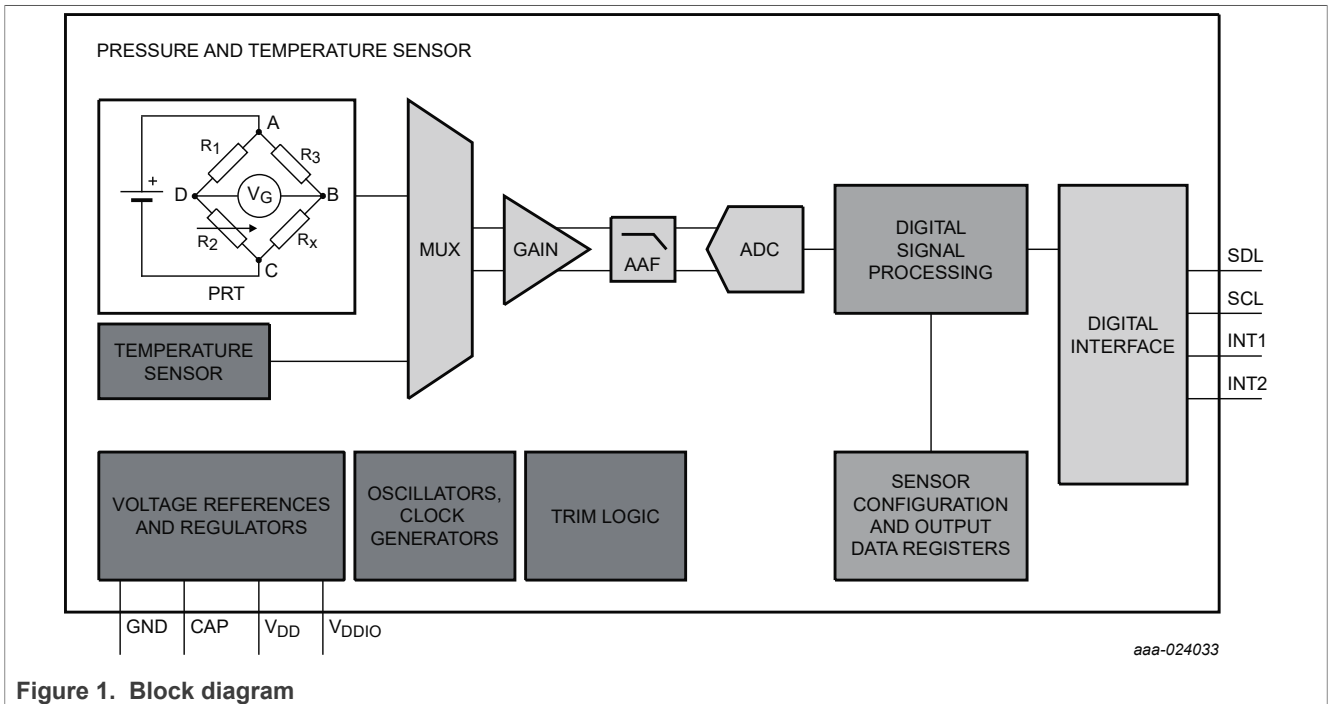 PRESSURE AND TEMPERATURE SENSOR
A
R1
R3
+
D
VG
B
R2
Rx
C
PRT
MUX
GAIN
AAF
ADC
DIGITAL
SIGNAL
PROCESSING
DIGITAL
INTERFACE
SDL
SCL
INT1
INT2
TEMPERATURE
SENSOR
VOLTAGE REFERENCES
AND REGULATORS
OSCILLATORS,
CLOCK
GENERATORS
TRIM LOGIC
SENSOR
CONFIGURATION
AND OUTPUT
DATA REGISTERS
GND
CAP
VDD
VDDIO
aaa-024033
Figure 1. Block diagram